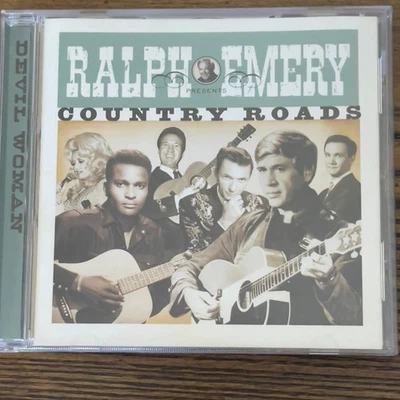 RALPH EMERY
PRESENTS
COUNTRY ROADS
DEVIL WOMAN